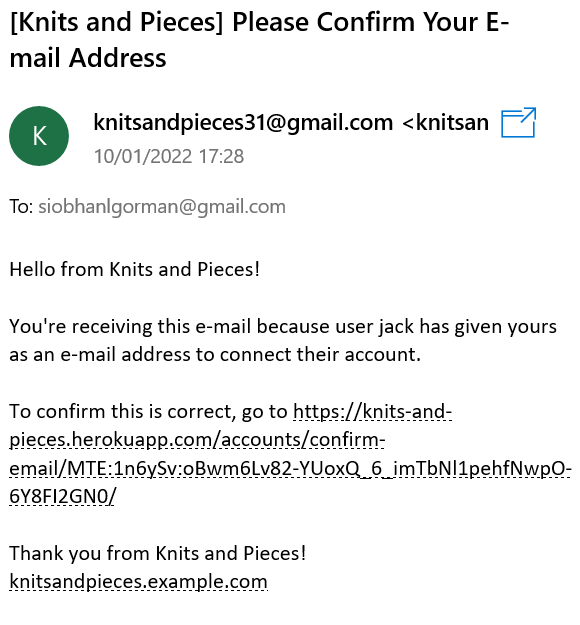 [Knits and Pieces] Please Confirm Your E-
mail Address
K
knitsandpieces31@gmail.com <knitsan
10/01/2022 17:28
To: siobhanlgorman@gmail.com
Hello from Knits and Pieces!
You're receiving this e-mail because user jack has given yours
as an e-mail address to connect their account.
To confirm this is correct, go to https://knits-and-
pieces.herokuapp.com/accounts/confirm-
email/MTE:1n6ySv:oBwm6Lv82-YUoxQ_6_imTbNl1pehfNwpO-
6Y8FI2GN0/
Thank you from Knits and Pieces!
knitsandpieces.example.com